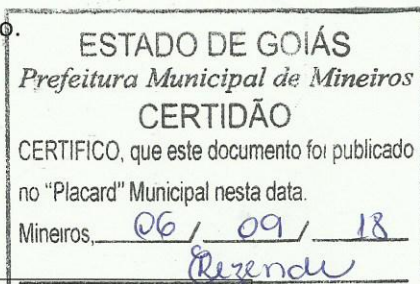 o.
ESTADO DE GOIÁS
Prefeitura Municipal de Mineiros
CERTIDÃO
CERTIFICO, que este documento foi publicado
no "Placard" Municipal nesta data.
Mineiros, 06 / 09 / 18
Rezende